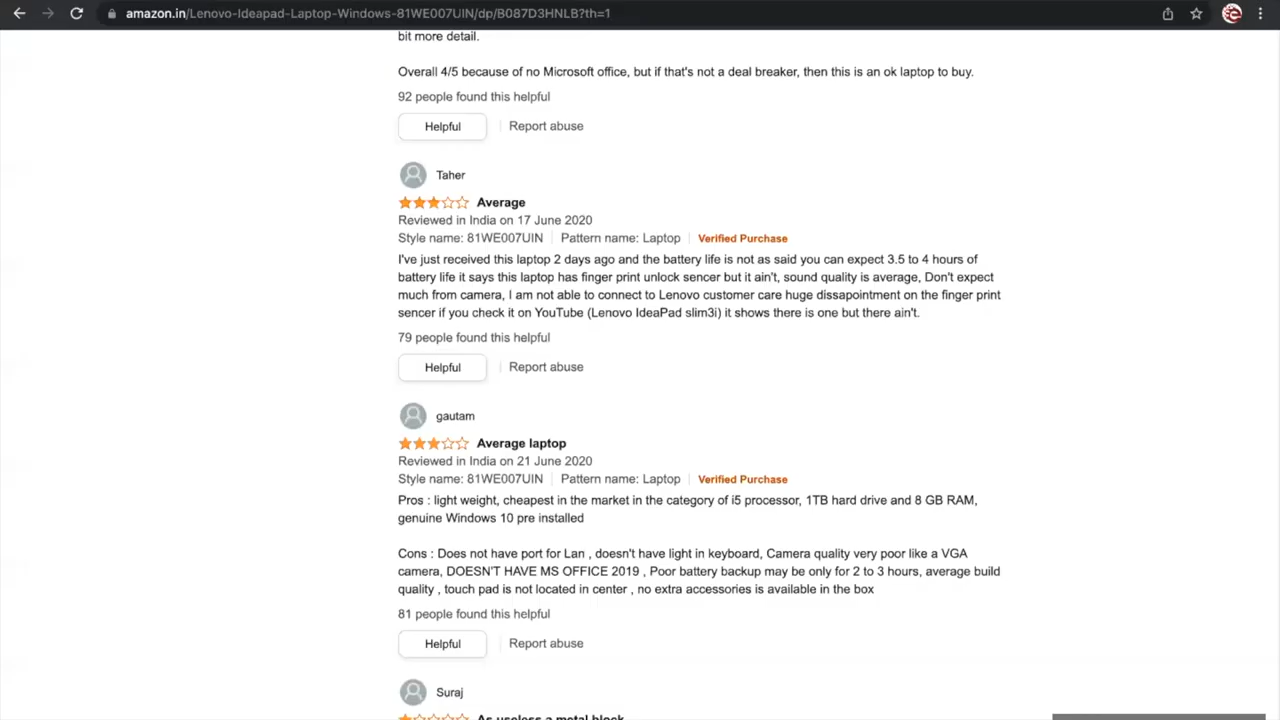 amazon.in/Lenovo-Ideapad-Laptop-Windows-81WE007UIN/dp/B087D3HNLB?th=1
bit more detail.
Overall 4/5 because of no Microsoft office, but if that's not a deal breaker, then this is an ok laptop to buy.
92 people found this helpful
Helpful Report abuse
Taher
Average
Reviewed in India on 17 June 2020
Style name: 81WE007UIN Pattern name: Laptop Verified Purchase
I've just received this laptop 2 days ago and the battery life is not as said you can expect 3.5 to 4 hours of
battery life it says this laptop has finger print unlock sencer but it ain't, sound quality is average, Don't expect
much from camera, I am not able to connect to Lenovo customer care huge dissapointment on the finger print
sencer if you check it on YouTube (Lenovo IdeaPad slim3i) it shows there is one but there ain't.
79 people found this helpful
Helpful Report abuse
gautam
Average laptop
Reviewed in India on 21 June 2020
Style name: 81WE007UIN Pattern name: Laptop Verified Purchase
Pros : light weight, cheapest in the market in the category of i5 processor, 1TB hard drive and 8 GB RAM,
genuine Windows 10 pre installed
Cons : Does not have port for Lan , doesn't have light in keyboard, Camera quality very poor like a VGA
camera, DOESN'T HAVE MS OFFICE 2019 , Poor battery backup may be only for 2 to 3 hours, average build
quality , touch pad is not located in center , no extra accessories is available in the box
81 people found this helpful
Helpful Report abuse
Suraj
As useless a metal block